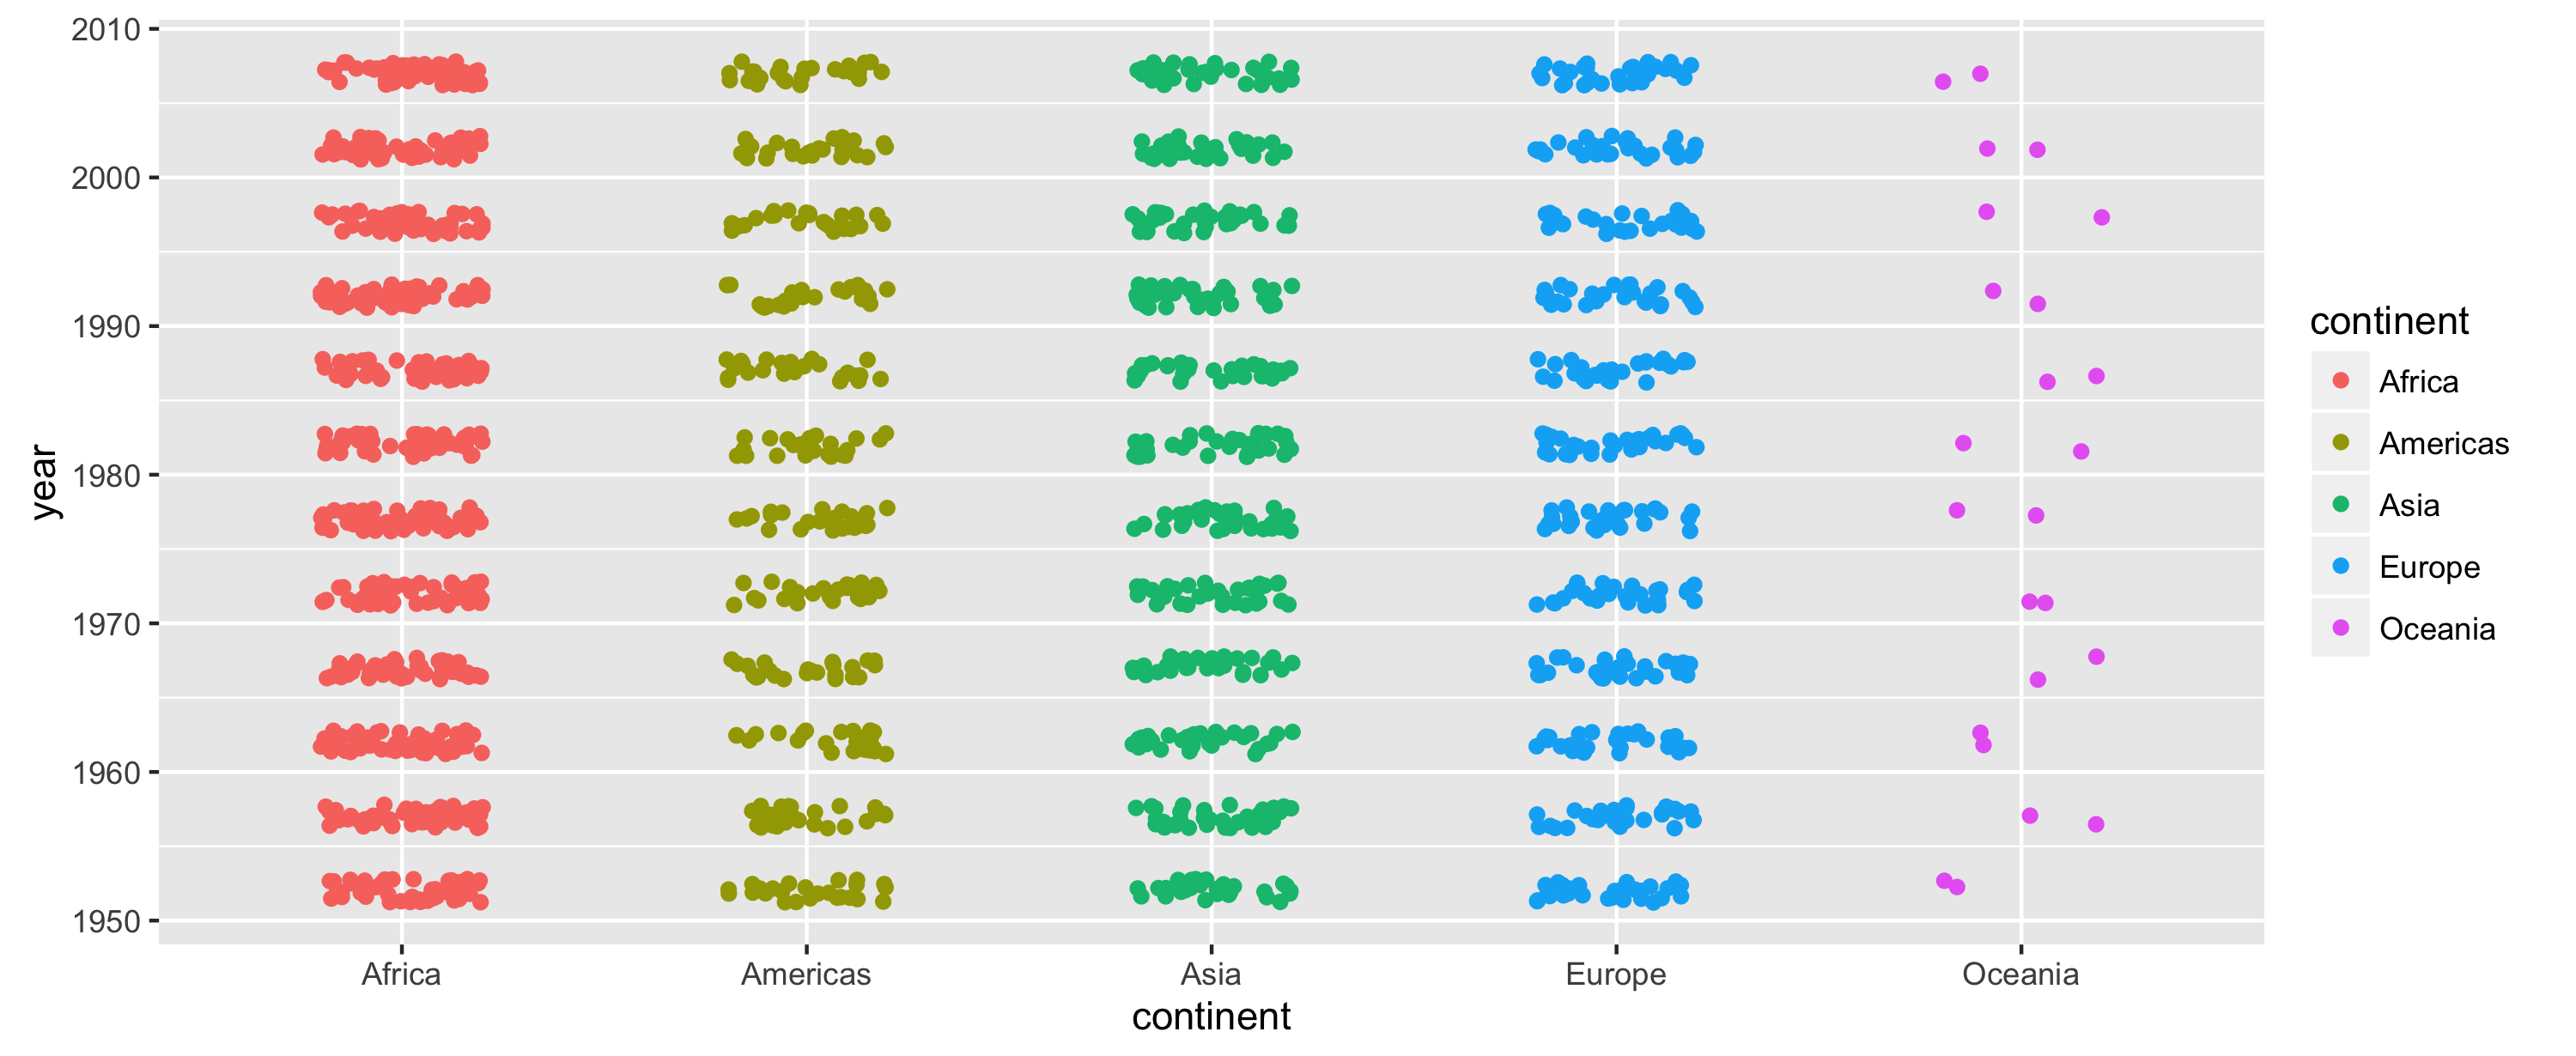 2010
2000
1990
1980
1970
1960
1950
year
Africa
Americas
Asia
Europe
Oceania
continent
continent
Africa
Americas
Asia
Europe
Oceania